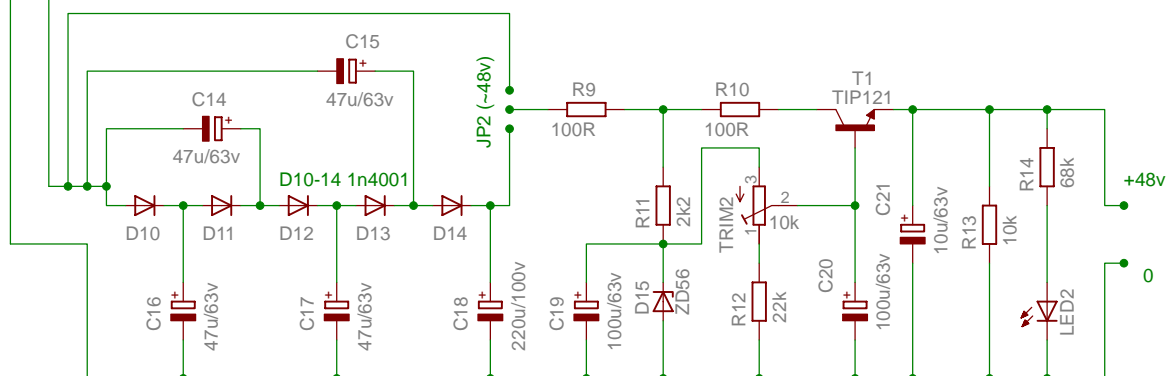 C15
47u/63v
C14
47u/63v
JP2 (~48v)
R9
100R
R10
100R
T1
TIP121
D10-14 1n4001
D10
D11
D12
D13
D14
R11
2k2
TRIM2
3
2
1
10k
C21
10u/63v
R13
10k
R14
68k
+48v
0
C16
47u/63v
C17
47u/63v
C18
220u/100v
C19
100u/63v
D15
ZD56
R12
22k
C20
100u/63v
LED2
+
+
+
+
+
+
+
+